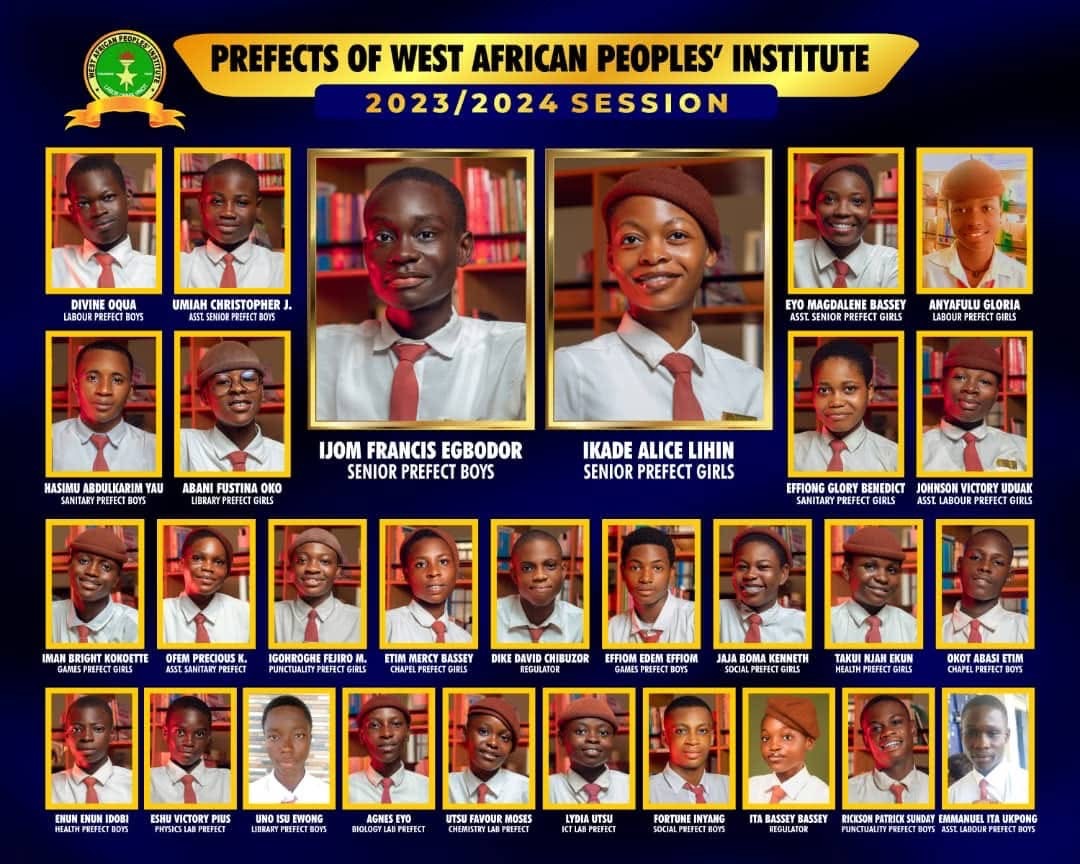 WEST AFRICAN PEOPLES' INSTITUTE
PREFECTS OF WEST AFRICAN PEOPLES' INSTITUTE
2023/2024 SESSION
DIVINE OQUA
LABOUR PREFECT BOYS
UMIAH CHRISTOPHER J.
ASST. SENIOR PREFECT BOYS
EYO MAGDALENE BASSEY
ASST. SENIOR PREFECT GIRLS
ANYAFULU GLORIA
LABOUR PREFECT GIRLS
IJOM FRANCIS EGBODOR
SENIOR PREFECT BOYS
IKADE ALICE LIHIN
SENIOR PREFECT GIRLS
HASIMU ABDULKARIM YAU
SANITARY PREFECT BOYS
ABANI FUSTINA OKO
LIBRARY PREFECT GIRLS
EFFIONG GLORY BENEDICT
SANITARY PREFECT GIRLS
JOHNSON VICTORY UDUAK
ASST. LABOUR PREFECT GIRLS
IMAN BRIGHT KOKOETTE
GAMES PREFECT GIRLS
OFEM PRECIOUS K.
ASST. SANITARY PREFECT
IGOHROGHE FEJIRO M.
PUNCTUALITY PREFECT GIRLS
ETIM MERCY BASSEY
CHAPEL PREFECT GIRLS
DIKE DAVID CHIBUZOR
REGULATOR
EFFIOM EDEM EFFIOM
GAMES PREFECT BOYS
JAJA BOMA KENNETH
SOCIAL PREFECT GIRLS
TAKUI NJAH EKUN
HEALTH PREFECT GIRLS
OKOT ABASI ETIM
CHAPEL PREFECT BOYS
ENUN ENUN IDOBI
HEALTH PREFECT BOYS
ESHU VICTORY PIUS
PHYSICS LAB PREFECT
UNO ISU EWONG
LIBRARY PREFECT BOYS
AGNES EYO
BIOLOGY LAB PREFECT
UTSU FAVOUR MOSES
CHEMISTRY LAB PREFECT
LYDIA UTSU
ICT LAB PREFECT
FORTUNE INYANG
SOCIAL PREFECT BOYS
ITA BASSEY BASSEY
REGULATOR
RICKSON PATRICK SUNDAY
PUNCTUALITY PREFECT BOYS
EMMANUEL ITA UKPONG
ASST. LABOUR PREFECT BOYS